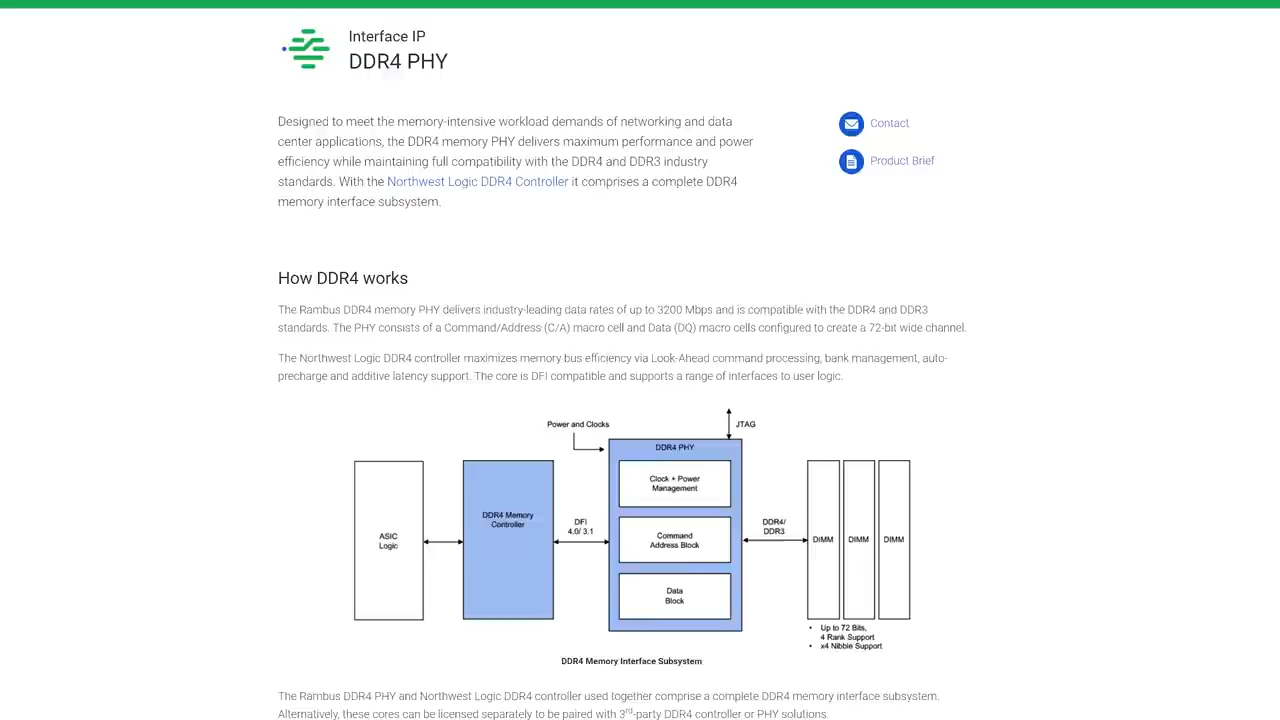 Interface IP
DDR4 PHY
Designed to meet the memory-intensive workload demands of networking and data
center applications, the DDR4 memory PHY delivers maximum performance and power
efficiency while maintaining full compatibility with the DDR4 and DDR3 industry
standards. With the Northwest Logic DDR4 Controller it comprises a complete DDR4
memory interface subsystem.
Contact
Product Brief
How DDR4 works
The Rambus DDR4 memory PHY delivers industry-leading data rates of up to 3200 Mbps and is compatible with the DDR4 and DDR3
standards. The PHY consists of a Command/Address (C/A) macro cell and Data (DQ) macro cells configured to create a 72-bit wide channel.
The Northwest Logic DDR4 controller maximizes memory bus efficiency via Look-Ahead command processing, bank management, auto-
precharge and additive latency support. The core is DFI compatible and supports a range of interfaces to user logic.
Power and Clocks
JTAG
DDR4 PHY
Clock + Power
Management
ASIC
Logic
DDR4 Memory
Controller
DFI
4.0/ 3.1
Command
Address Block
DDR4/
DDR3
DIMM
DIMM
DIMM
Data
Block
• Up to 72 Bits,
4 Rank Support
• x4 Nibble Support
DDR4 Memory Interface Subsystem
The Rambus DDR4 PHY and Northwest Logic DDR4 controller used together comprise a complete DDR4 memory interface subsystem.
Alternatively, these cores can be licensed separately to be paired with 3rd-party DDR4 controller or PHY solutions.